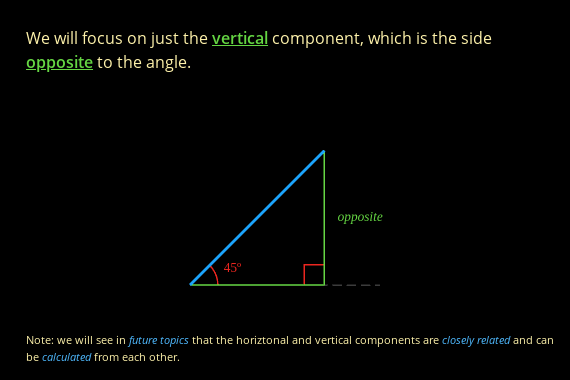 We will focus on just the vertical component, which is the side
opposite to the angle.
opposite
45°
Note: we will see in future topics that the horiztonal and vertical components are closely related and can
be calculated from each other.